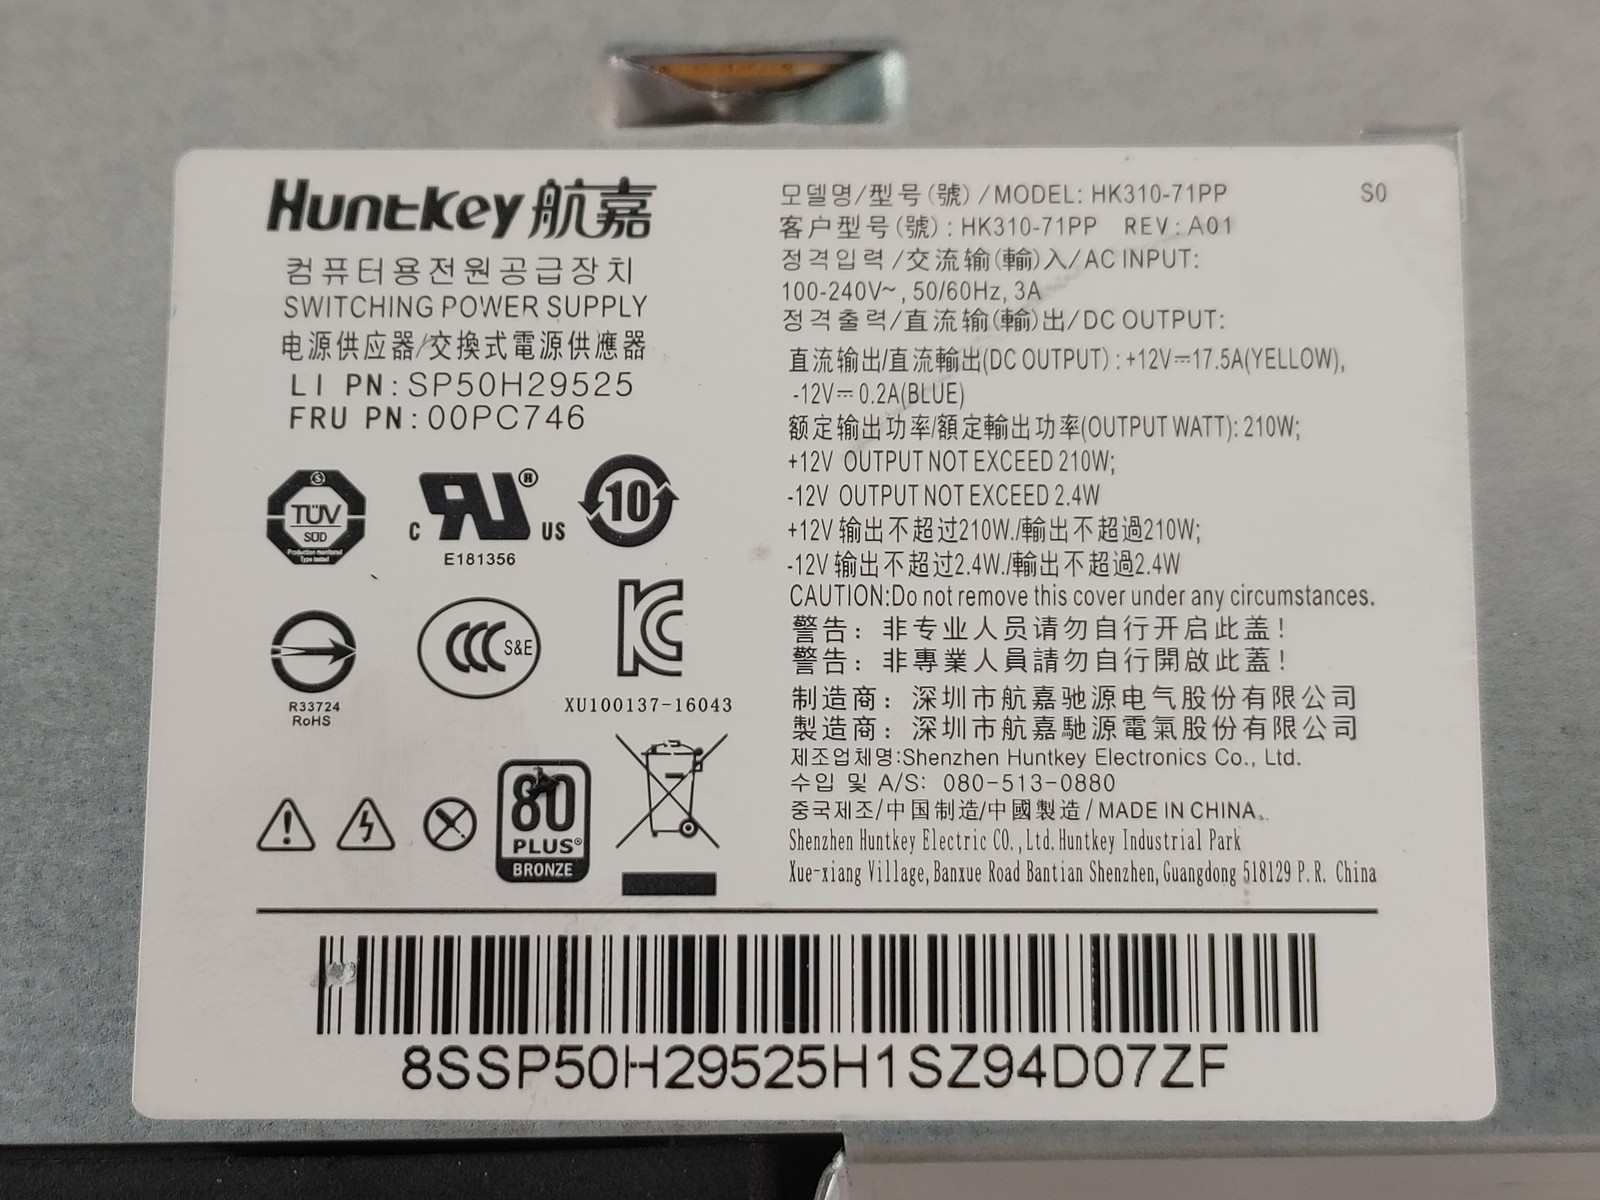 Huntkey航嘉
컴퓨터용전원공급장치
SWITCHING POWER SUPPLY
电源供应器/交換式電源供應器
LI PN:SP50H29525
FRU PN:00PC746
TÜV
SÜD
Production monitored
Type tested
C RU US ®
E181356
10
R33724
RoHS
CCC S&E
KC
XU100137-16043
80
PLUS®
BRONZE
모델명/型号(號)/MODEL: HK310-71PP S0
客户型号(號):HK310-71PP REV:A01
정격입력/交流输(輸)入/AC INPUT:
100-240V~, 50/60Hz, 3A
정격출력/直流输(輸)出/DC OUTPUT:
直流输出/直流輸出(DC OUTPUT): +12V⎓17.5A(YELLOW),
-12V⎓0.2A(BLUE)
额定输出功率/額定輸出功率(OUTPUT WATT): 210W;
+12V OUTPUT NOT EXCEED 210W;
-12V OUTPUT NOT EXCEED 2.4W
+12V 输出不超过210W./輸出不超過210W;
-12V 输出不超过2.4W./輸出不超過2.4W
CAUTION:Do not remove this cover under any circumstances.
警告: 非专业人员请勿自行开启此盖!
警告: 非專業人員請勿自行開啟此蓋!
制造商: 深圳市航嘉驰源电气股份有限公司
製造商: 深圳市航嘉馳源電氣股份有限公司
제조업체명:Shenzhen Huntkey Electronics Co., Ltd.
수입 및 A/S: 080-513-0880
중국제조/中国制造/中國製造/MADE IN CHINA.
Shenzhen Huntkey Electric CO.,Ltd.Huntkey Industrial Park
Xue-xiang Village,Banxue Road Bantian Shenzhen,Guangdong 518129 P.R. China
8SSP50H29525H1SZ94D07ZF